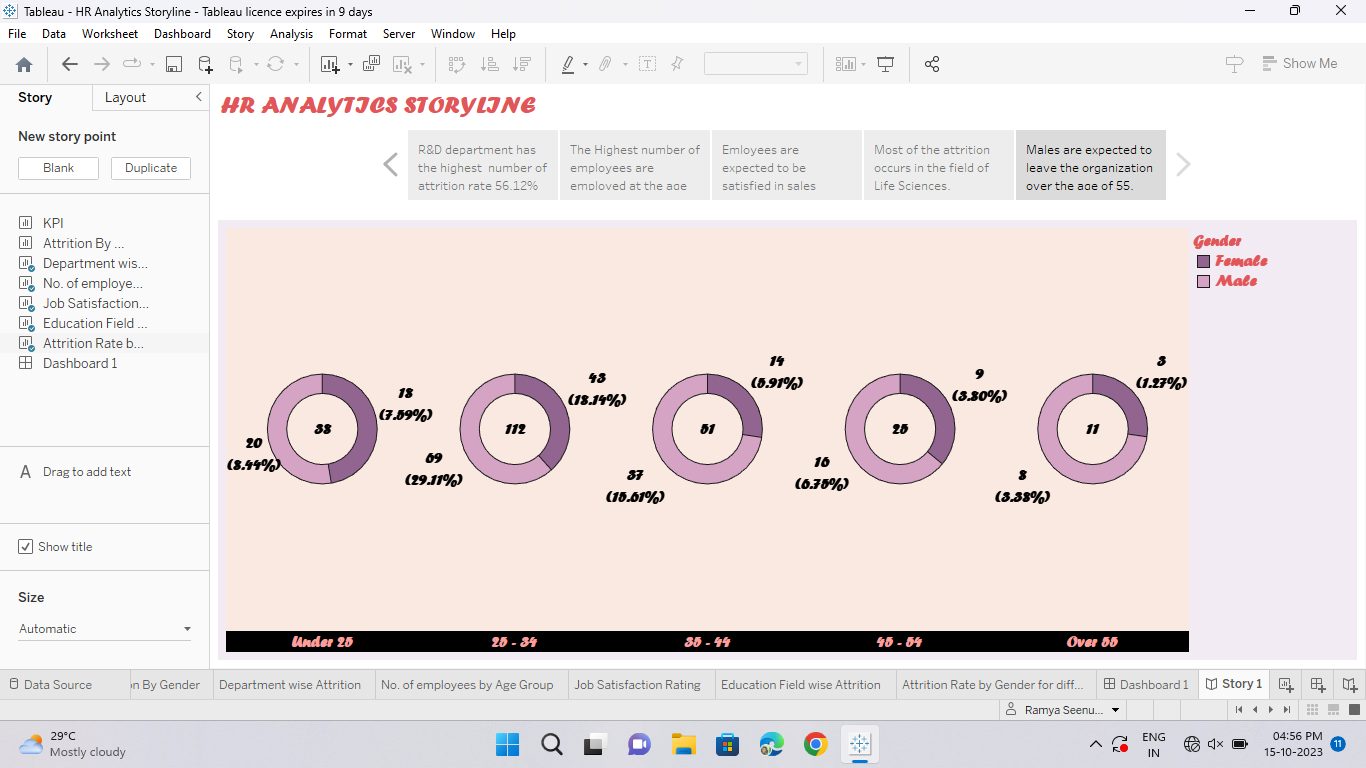 Tableau - HR Analytics Storyline - Tableau licence expires in 9 days
File Data Worksheet Dashboard Story Analysis Format Server Window Help
Show Me
Story Layout
New story point
Blank Duplicate
KPI
Attrition By ...
Department wis...
No. of employe...
Job Satisfaction...
Education Field ...
Attrition Rate b...
Dashboard 1
A Drag to add text
Show title
Size
Automatic
HR ANALYTICS STORYLINE
R&D department has
the highest number of
attrition rate 56.12%
The Highest number of
employees are
employed at the age
Emloyees are
expected to be
satisfied in sales
Most of the attrition
occurs in the field of
Life Sciences.
Males are expected to
leave the organization
over the age of 55.
Gender
Female
Male
38
18
(7.59%)
20
(8.44%)
112
43
(18.14%)
69
(29.11%)
51
14
(5.91%)
37
(15.61%)
25
9
(3.80%)
16
(6.75%)
11
3
(1.27%)
8
(3.38%)
Under 25 25 - 34 35 - 44 45 - 54 Over 55
Data Source on By Gender Department wise Attrition No. of employees by Age Group Job Satisfaction Rating Education Field wise Attrition Attrition Rate by Gender for diff... Dashboard 1 Story 1
Ramya Seenu...
29°C
Mostly cloudy
ENG
IN
04:56 PM
15-10-2023
11